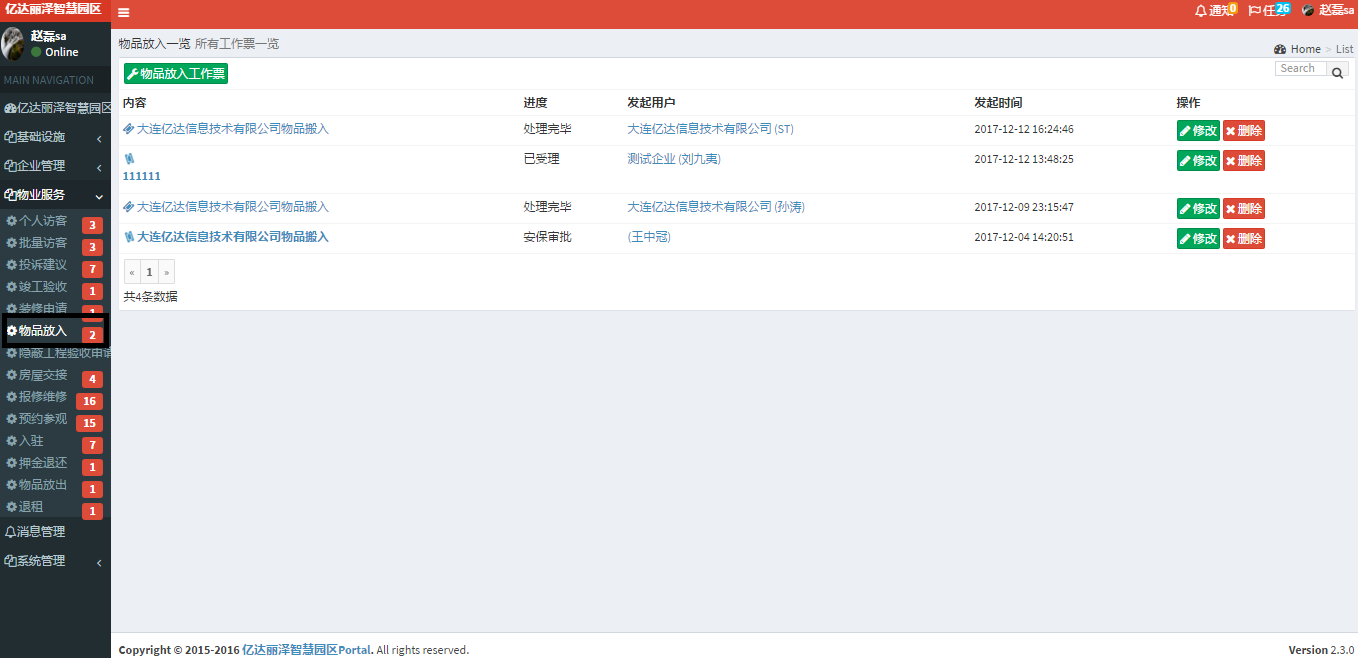 亿达丽泽智慧园区
通知 0 任务 26 赵磊sa
赵磊sa
Online
MAIN NAVIGATION
亿达丽泽智慧园区
基础设施
企业管理
物业服务
个人访客 3
批量访客 3
投诉建议 7
竣工验收 1
装修申请 1
物品放入 2
隐蔽工程验收申请
房屋交接 4
报修维修 16
预约参观 15
入驻 7
押金退还 1
物品放出 1
退租 1
消息管理
系统管理
物品放入一览 所有工作票一览
Home > List
物品放入工作票
Search
内容 进度 发起用户 发起时间 操作
大连亿达信息技术有限公司物品搬入 处理完毕 大连亿达信息技术有限公司 (ST) 2017-12-12 16:24:46 修改 删除
111111 已受理 测试企业 (刘九夷) 2017-12-12 13:48:25 修改 删除
大连亿达信息技术有限公司物品搬入 处理完毕 大连亿达信息技术有限公司 (孙涛) 2017-12-09 23:15:47 修改 删除
大连亿达信息技术有限公司物品搬入 安保审批 (王中冠) 2017-12-04 14:20:51 修改 删除
« 1 »
共4条数据
Copyright © 2015-2016 亿达丽泽智慧园区Portal. All rights reserved.
Version 2.3.0